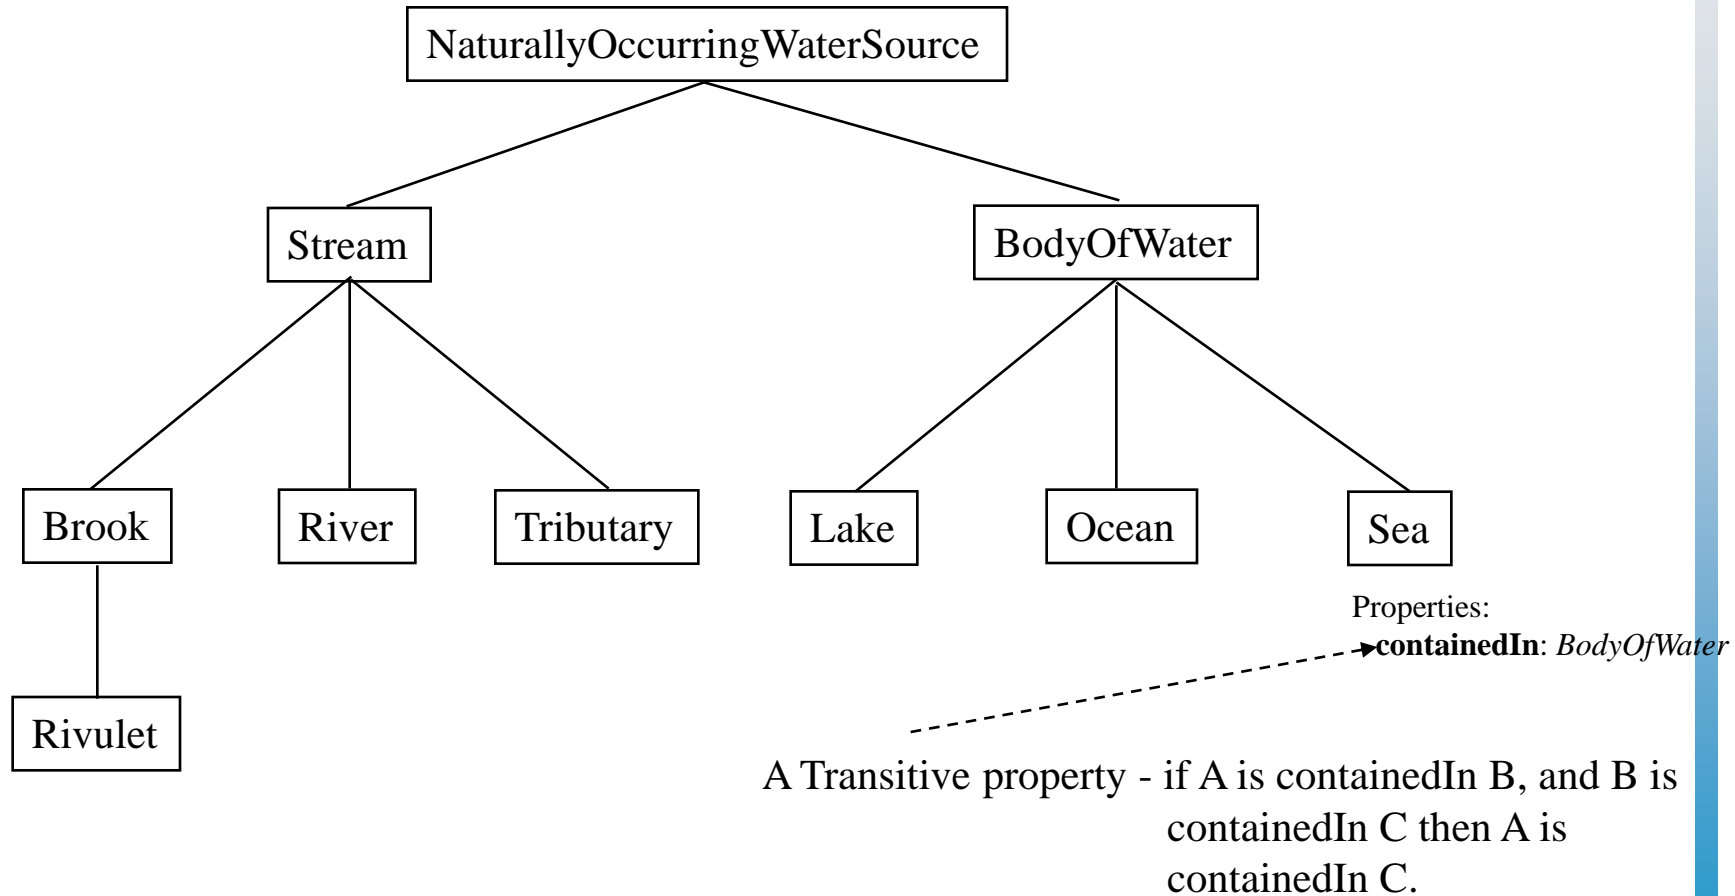 NaturallyOccurringWaterSource
Stream
BodyOfWater
Brook
River
Tributary
Lake
Ocean
Sea
Properties:
containedIn: BodyOfWater
Rivulet
A Transitive property - if A is containedIn B, and B is
containedIn C then A is
containedIn C.